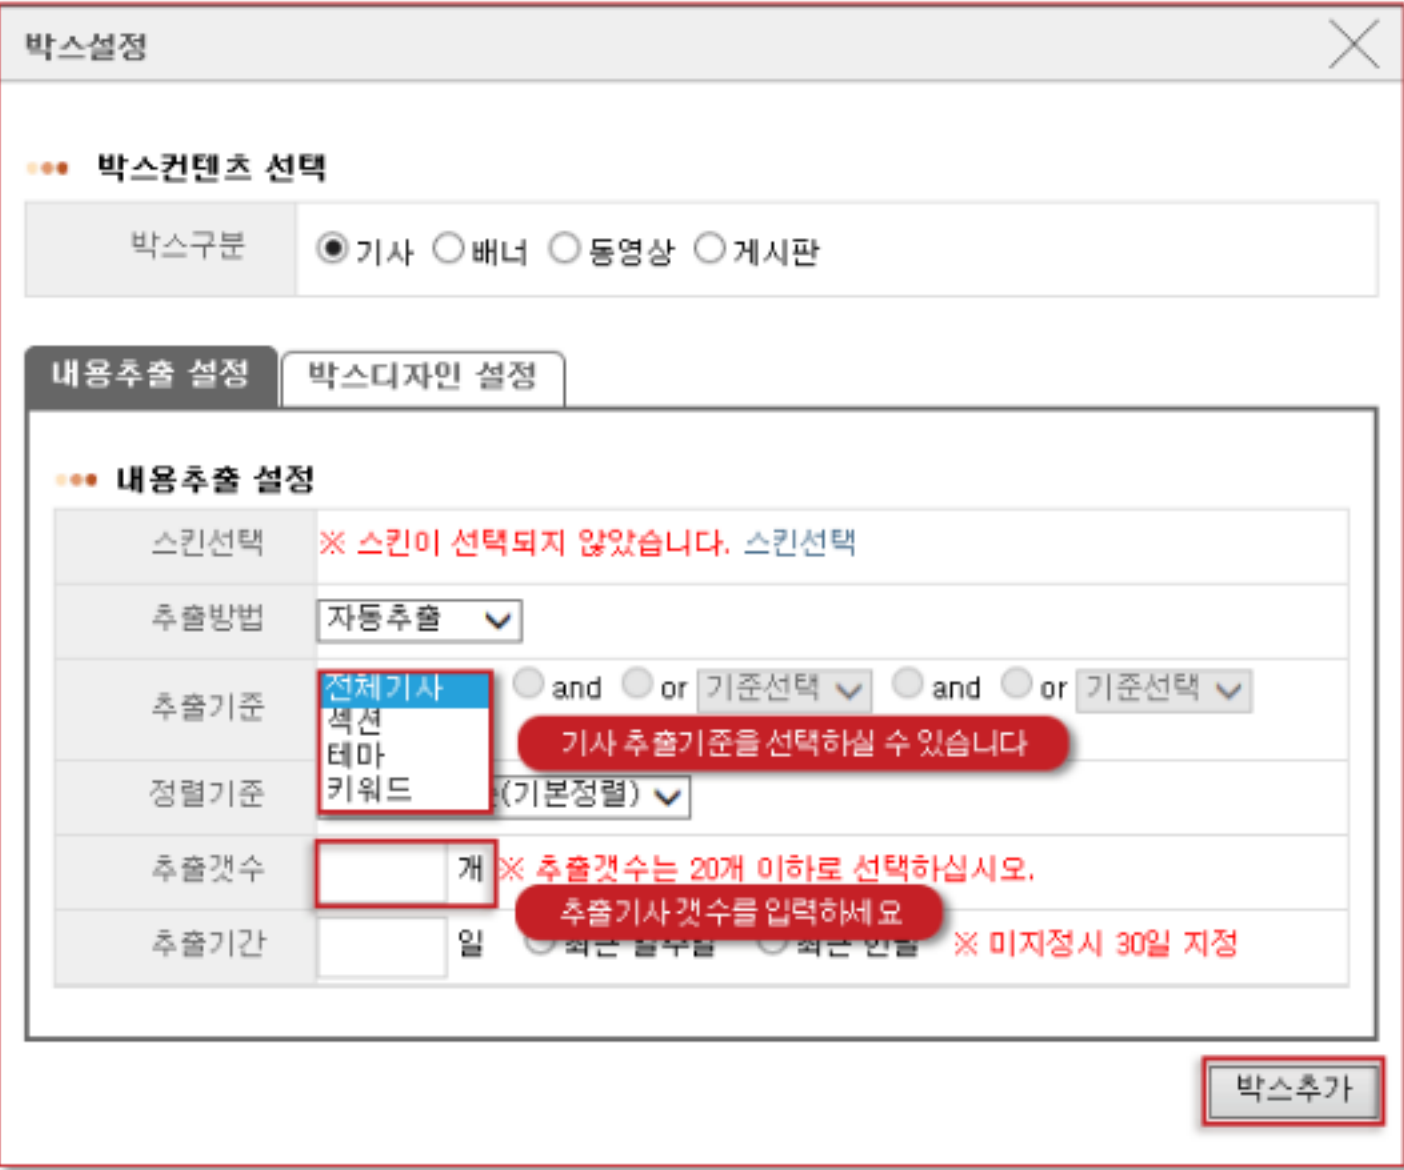 박스설정
박스컨텐츠 선택
박스구분 기사 배너 동영상 게시판
내용추출 설정 박스디자인 설정
내용추출 설정
스킨선택 ※ 스킨이 선택되지 않았습니다. 스킨선택
추출방법 자동추출
추출기준 전체기사 and or 기준선택 and or 기준선택
섹션
기사 추출기준을 선택하실 수 있습니다
테마
키워드
정렬기준 (기본정렬)
추출갯수 개 ※ 추출갯수는 20개 이하로 선택하십시오.
추출기사 갯수를 입력하세요
추출기간 일 최근 최근 ※ 미지정시 30일 지정
박스추가